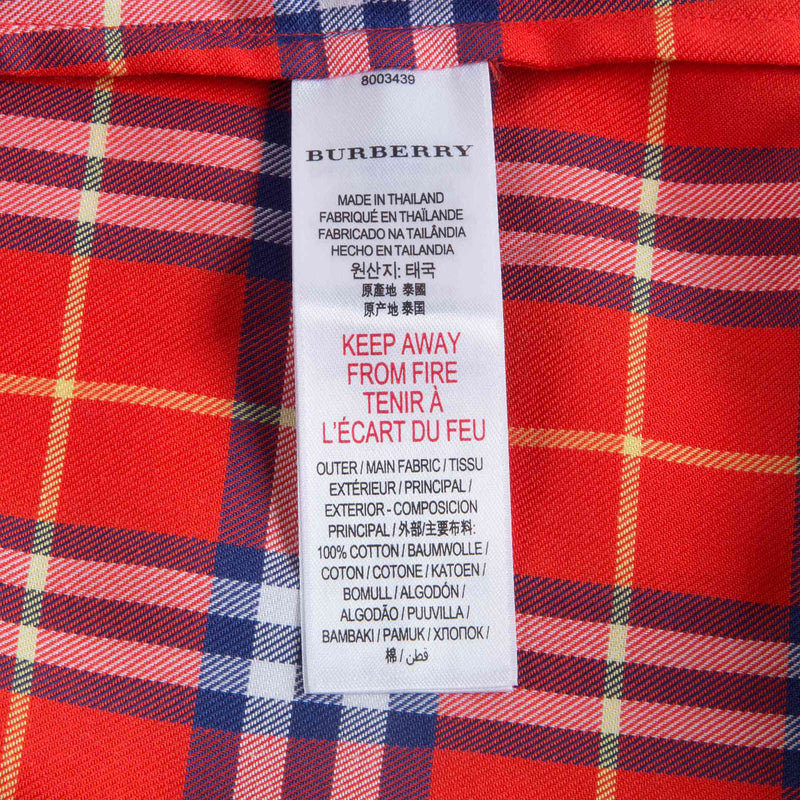 8003439
BURBERRY
MADE IN THAILAND
FABRIQUÉ EN THAÏLANDE
FABRICADO NA TAILÂNDIA
HECHO EN TAILANDIA
원산지: 태국
原產地 泰國
原产地 泰国
KEEP AWAY
FROM FIRE
TENIR À
L'ÉCART DU FEU
OUTER / MAIN FABRIC / TISSU
EXTÉRIEUR / PRINCIPAL /
EXTERIOR - COMPOSICION
PRINCIPAL / 外部/主要布料:
100% COTTON / BAUMWOLLE /
COTON / COTONE / KATOEN /
BOMULL / ALGODÓN /
ALGODÃO / PUUVILLA /
BAMBAKI / PAMUK / ХЛОПОК /
棉 / قطن /